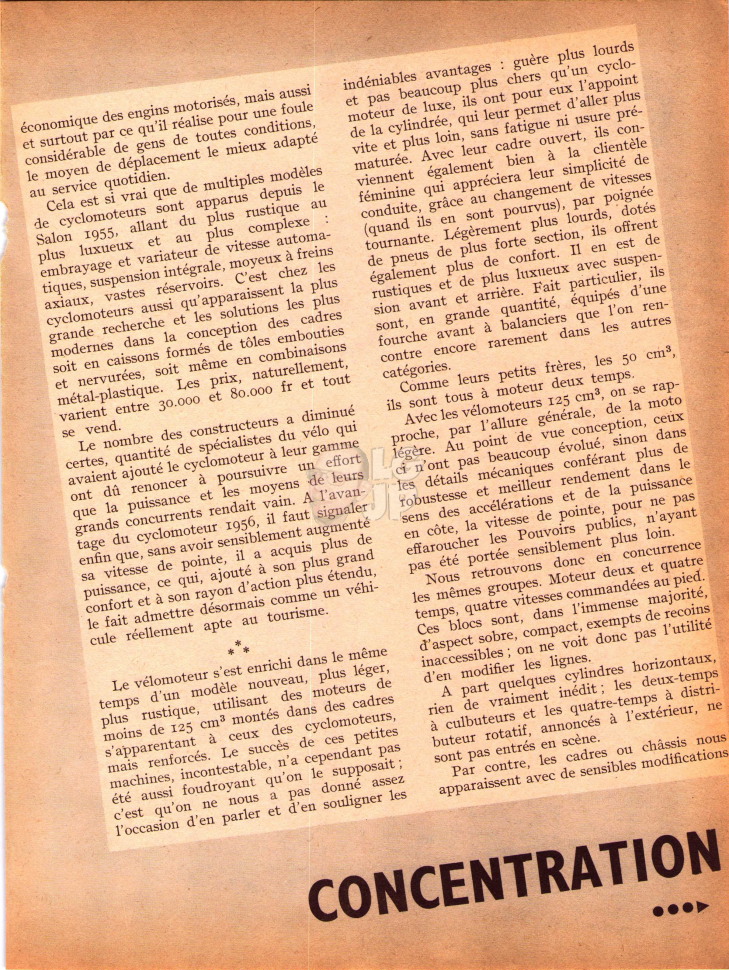 économique des engins motorisés, mais aussi
et surtout par ce qu'il réalise pour une foule
considérable de gens de toutes conditions,
le moyen de déplacement le mieux adapté
au service quotidien.
Cela est si vrai que de multiples modèles
de cyclomoteurs sont apparus depuis le
Salon 1955, allant du plus rustique au
plus luxueux et au plus complexe :
embrayage et variateur de vitesse automa-
tiques, suspension intégrale, moyeux à freins
axiaux, vastes réservoirs. C'est chez les
cyclomoteurs aussi qu'apparaissent la plus
grande recherche et les solutions les plus
modernes dans la conception des cadres
soit en caissons formés de tôles embouties
et nervurées, soit même en combinaisons
métal-plastique. Les prix, naturellement,
varient entre 30.000 et 80.000 fr et tout
se vend.
Le nombre des constructeurs a diminué
certes, quantité de spécialistes du vélo qui
avaient ajouté le cyclomoteur à leur gamme
ont dû renoncer à poursuivre un effort
que la puissance et les moyens de leurs
grands concurrents rendait vain. A l'avan-
tage du cyclomoteur 1956, il faut signaler
enfin que, sans avoir sensiblement augmenté
sa vitesse de pointe, il a acquis plus de
puissance, ce qui, ajouté à son plus grand
confort et à son rayon d'action plus étendu,
le fait admettre désormais comme un véhi-
cule réellement apte au tourisme.
***
Le vélomoteur s'est enrichi dans le même
temps d'un modèle nouveau, plus léger,
plus rustique, utilisant des moteurs de
moins de 125 cm³ montés dans des cadres
s'apparentant à ceux des cyclomoteurs,
mais renforcés. Le succès de ces petites
machines, incontestable, n'a cependant pas
été aussi foudroyant qu'on le supposait ;
c'est qu'on ne nous a pas donné assez
l'occasion d'en parler et d'en souligner les
indéniables avantages : guère plus lourds
et pas beaucoup plus chers qu'un cyclo-
moteur de luxe, ils ont pour eux l'appoint
de la cylindrée, qui leur permet d'aller plus
vite et plus loin, sans fatigue ni usure pré-
maturée. Avec leur cadre ouvert, ils con-
viennent également bien à la clientèle
féminine qui appréciera leur simplicité de
conduite, grâce au changement de vitesses
(quand ils en sont pourvus), par poignée
tournante. Légèrement plus lourds, dotés
de pneus de plus forte section, ils offrent
également plus de confort. Il en est de
rustiques et de plus luxueux avec suspen-
sion avant et arrière. Fait particulier, ils
sont, en grande quantité, équipés d'une
fourche avant à balanciers que l'on ren-
contre encore rarement dans les autres
catégories.
Comme leurs petits frères, les 50 cm³,
ils sont tous à moteur deux temps.
Avec les vélomoteurs 125 cm³, on se rap-
proche, par l'allure générale, de la moto
légère. Au point de vue conception, ceux
-ci n'ont pas beaucoup évolué, sinon dans
les détails mécaniques conférant plus de
robustesse et meilleur rendement dans le
sens des accélérations et de la puissance
en côte, la vitesse de pointe, pour ne pas
effaroucher les Pouvoirs publics, n'ayant
pas été portée sensiblement plus loin.
Nous retrouvons donc en concurrence
les mêmes groupes. Moteur deux et quatre
temps, quatre vitesses commandées au pied.
Ces blocs sont, dans l'immense majorité,
d'aspect sobre, compact, exempts de recoins
inaccessibles ; on ne voit donc pas l'utilité
d'en modifier les lignes.
A part quelques cylindres horizontaux,
rien de vraiment inédit ; les deux-temps
à culbuteurs et les quatre-temps à distri-
buteur rotatif, annoncés à l'extérieur, ne
sont pas entrés en scène.
Par contre, les cadres ou châssis nous
apparaissent avec de sensibles modifications
CONCENTRATION